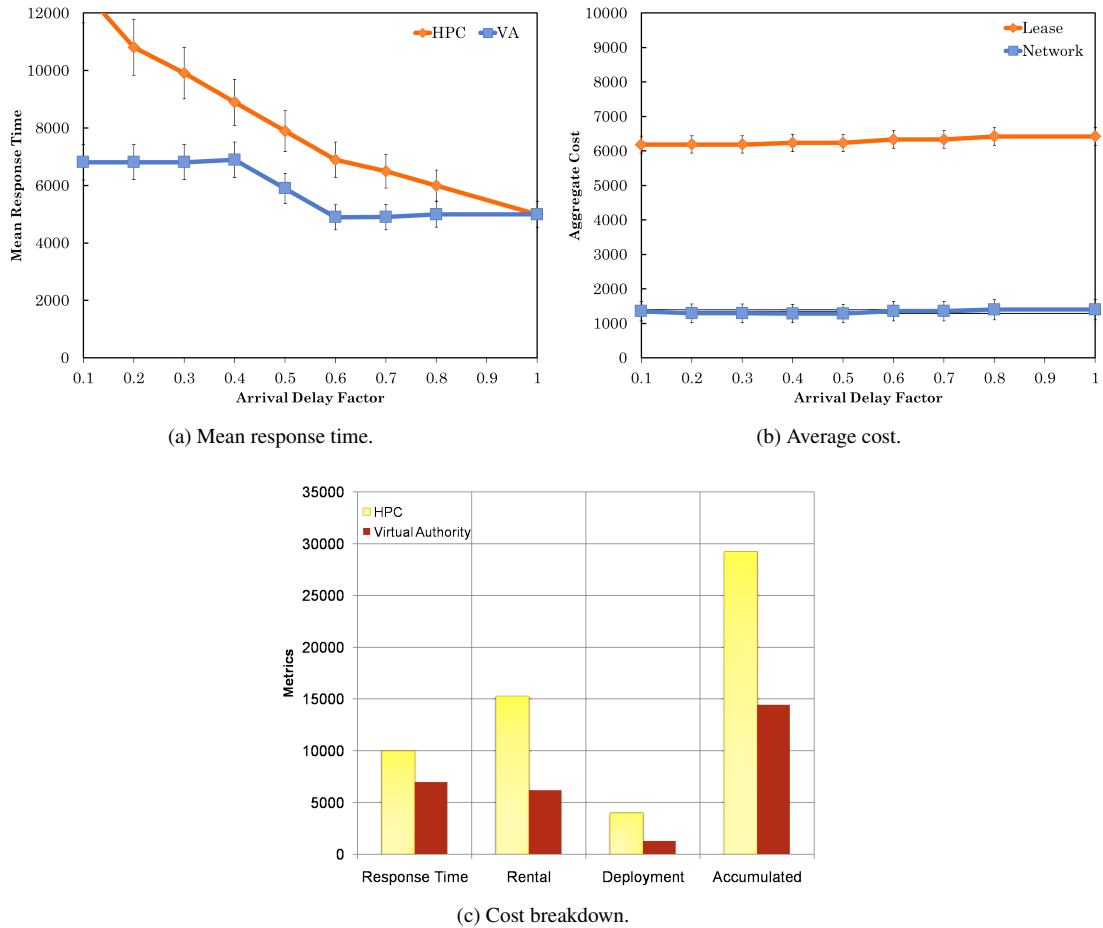 12000
10000
8000
6000
4000
2000
0
Mean Response Time
HPC VA
0.1 0.2 0.3 0.4 0.5 0.6 0.7 0.8 0.9 1
Arrival Delay Factor
(a) Mean response time.
10000
9000
8000
7000
6000
5000
4000
3000
2000
1000
0
Aggregate Cost
Lease
Network
0.1 0.2 0.3 0.4 0.5 0.6 0.7 0.8 0.9 1
Arrival Delay Factor
(b) Average cost.
35000
30000
25000
20000
15000
10000
5000
0
Metrics
HPC
Virtual Authority
Response Time Rental Deployment Accumulated
(c) Cost breakdown.